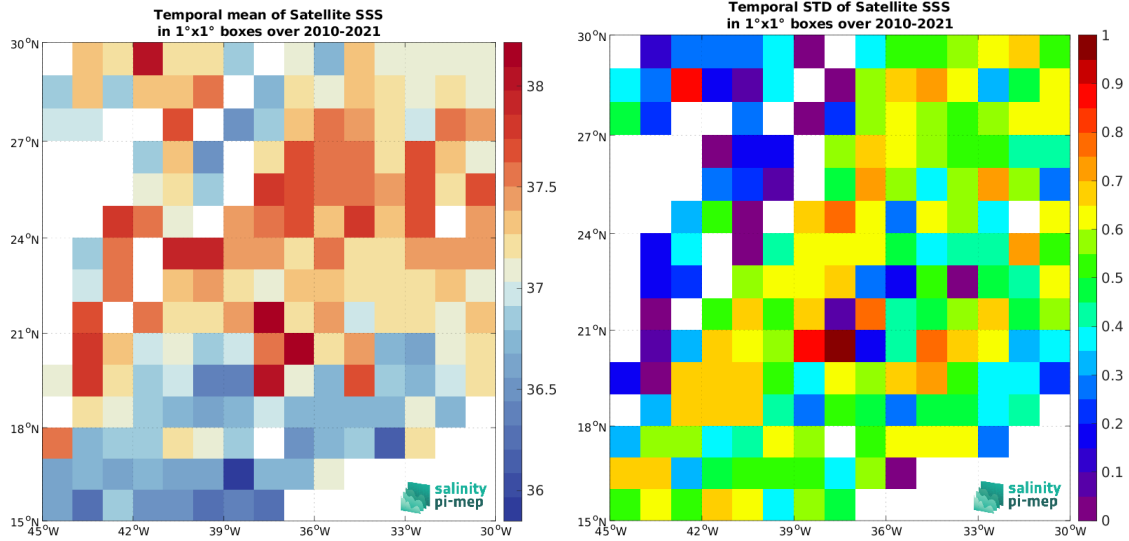 Temporal mean of Satellite SSS
in 1°x1° boxes over 2010-2021
30°N
27°N
24°N
21°N
18°N
15°N
45°W
42°W
39°W
36°W
33°W
30°W
38
37.5
37
36.5
36
salinity
pi-mep
Temporal STD of Satellite SSS
in 1°x1° boxes over 2010-2021
30°N
27°N
24°N
21°N
18°N
15°N
45°W
42°W
39°W
36°W
33°W
30°W
1
0.9
0.8
0.7
0.6
0.5
0.4
0.3
0.2
0.1
0
salinity
pi-mep